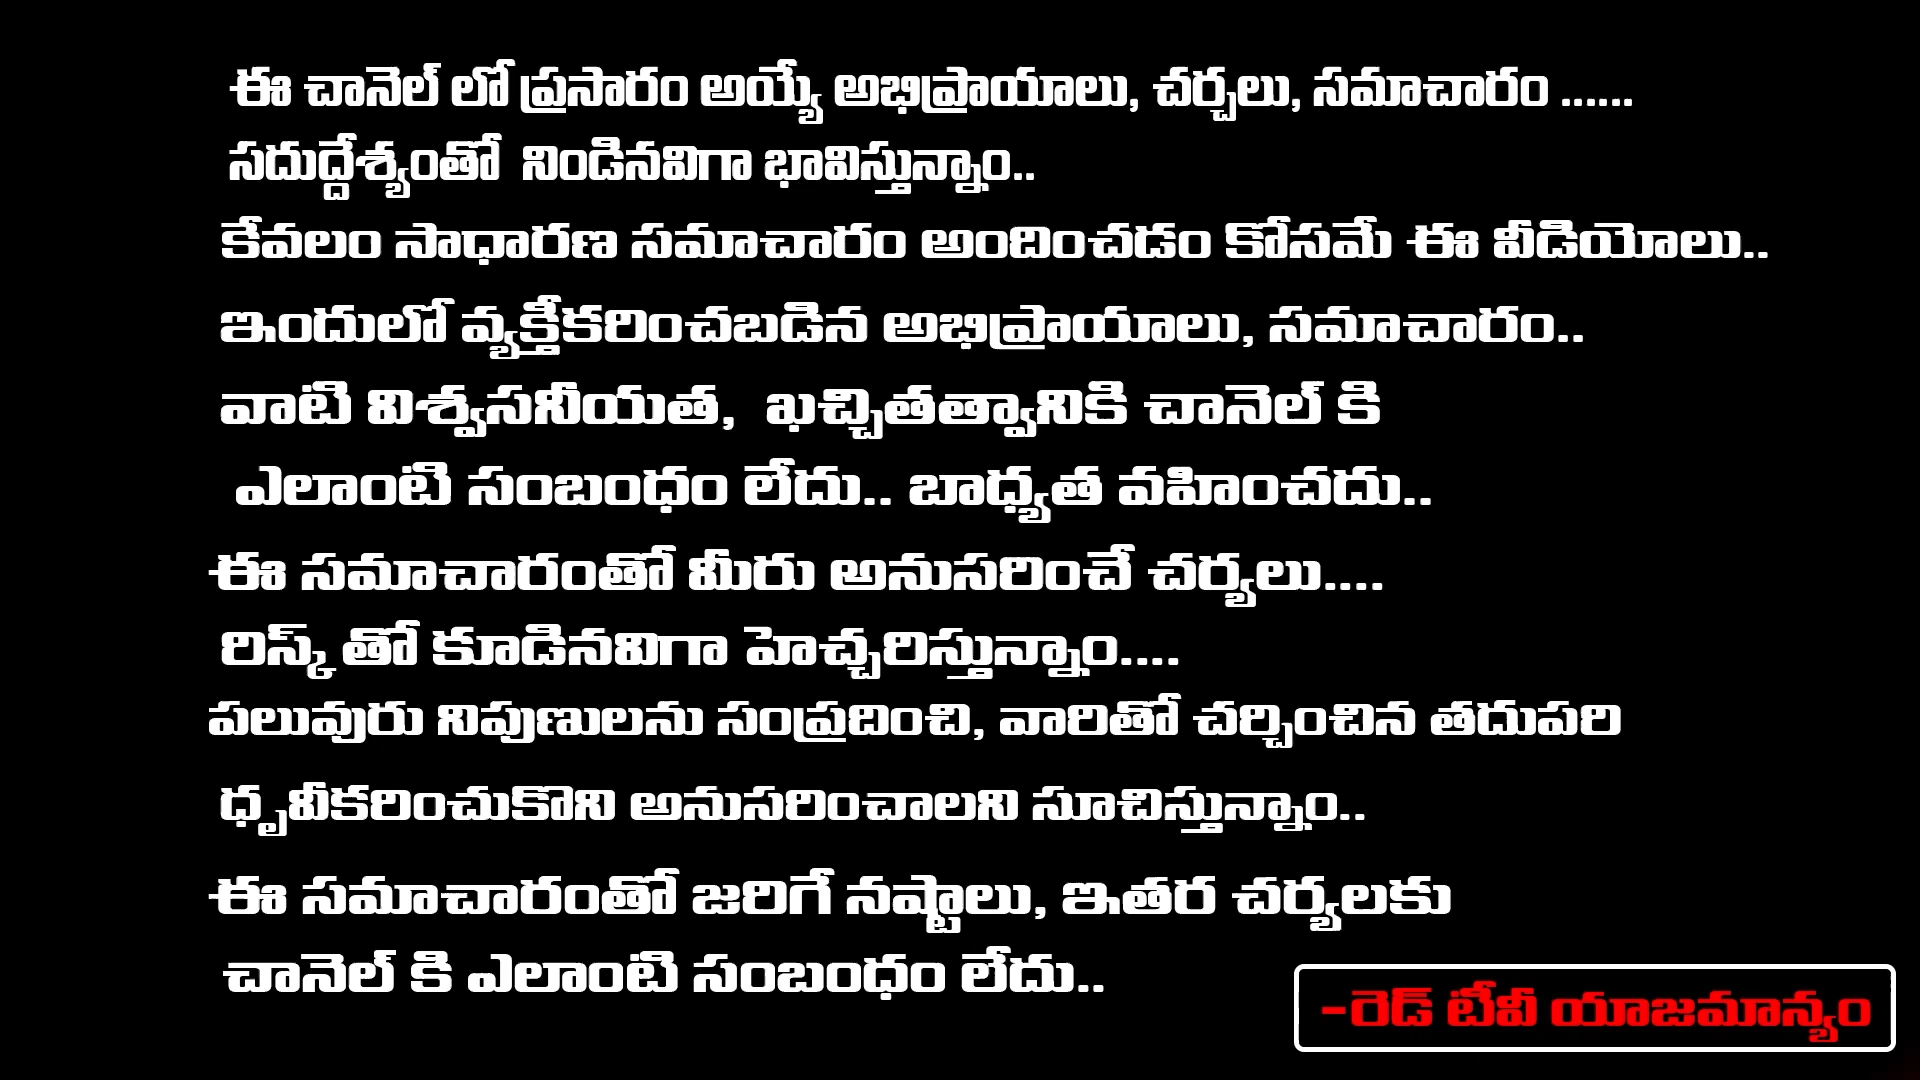 ఈ చానెల్ లో ప్రసారం అయ్యే అభిప్రాయాలు, చర్చలు, సమాచారం ......
సదుద్దేశ్యంతో నిండినవిగా భావిస్తున్నాం..
కేవలం సాధారణ సమాచారం అందించడం కోసమే ఈ వీడియోలు..
ఇందులో వ్యక్తీకరించబడిన అభిప్రాయాలు, సమాచారం..
వాటి విశ్వసనీయత, ఖచ్చితత్వానికి చానెల్ కి
ఎలాంటి సంబంధం లేదు.. బాధ్యత వహించదు..
ఈ సమాచారంతో మీరు అనుసరించే చర్యలు....
రిస్క్ తో కూడినవిగా హెచ్చరిస్తున్నాం....
పలువురు నిపుణులను సంప్రదించి, వారితో చర్చించిన తదుపరి
ధృవీకరించుకొని అనుసరించాలని సూచిస్తున్నాం..
ఈ సమాచారంతో జరిగే నష్టాలు, ఇతర చర్యలకు
చానెల్ కి ఎలాంటి సంబంధం లేదు..
-రెడ్ టీవీ యాజమాన్యం